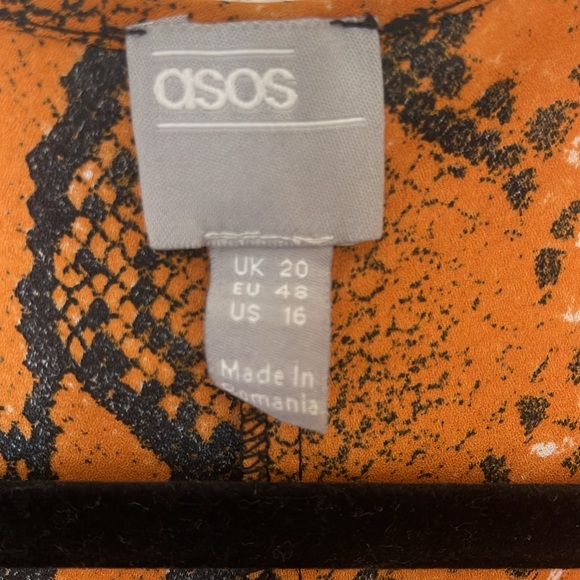 asos
UK 20
EU 48
US 16
Made In
Romania